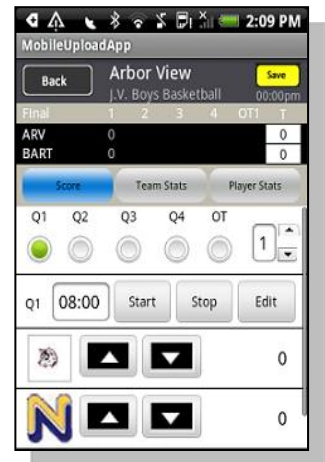 2:09 PM
MobileUploadApp
Back
Arbor View
Save
J.V. Boys Basketball
00:00pm
Final 1 2 3 4 OT1 T
ARV 0 0
BART 0 0
Score Team Stats Player Stats
Q1 Q2 Q3 Q4 OT
1
Q1 08:00 Start Stop Edit
0
N 0